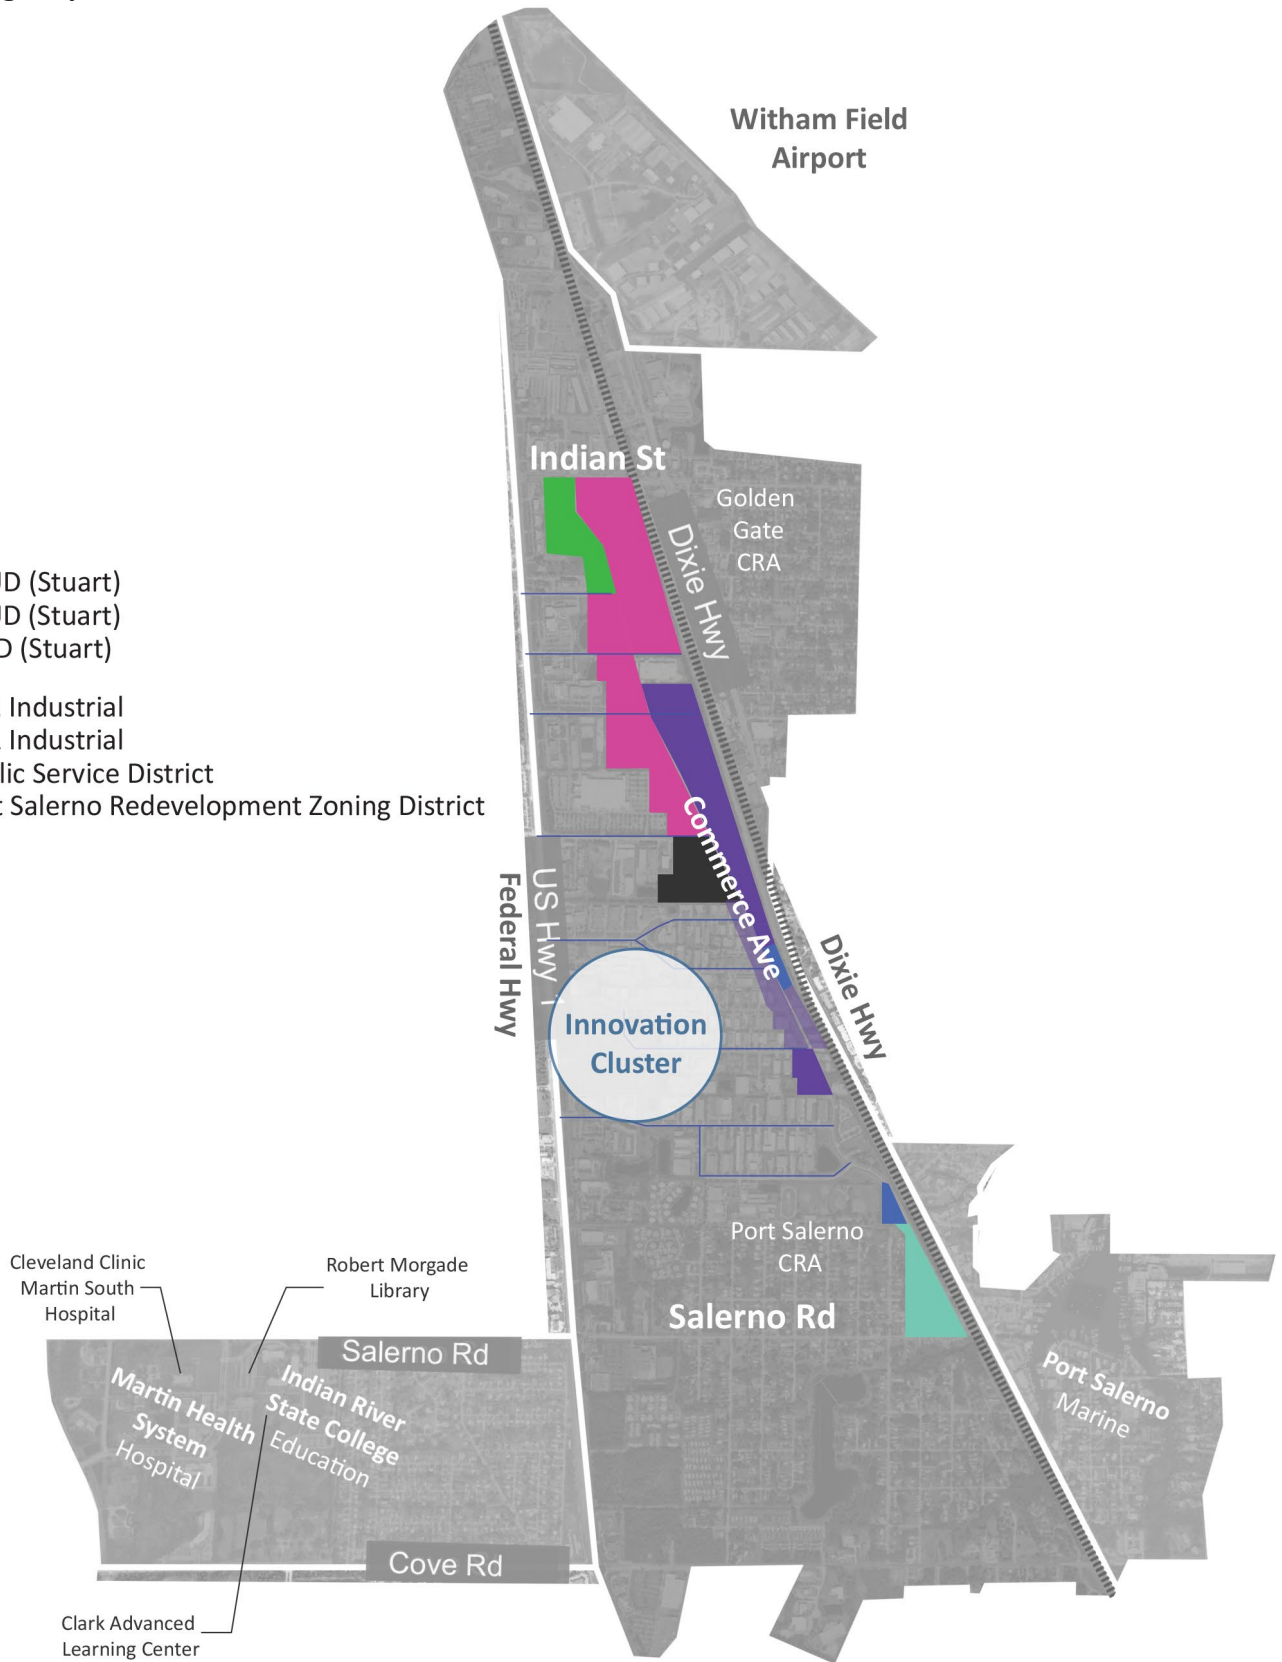 Witham Field
Airport
Indian St
Golden
Gate
CRA
Dixie Hwy
(Stuart)
(Stuart)
(Stuart)
Industrial
Industrial
Service District
Salerno Redevelopment Zoning District
Commerce Ave
US Hwy 1
Federal Hwy
Dixie Hwy
Innovation
Cluster
Port Salerno
CRA
Salerno Rd
Cleveland Clinic
Martin South
Hospital
Robert Morgade
Library
Salerno Rd
Martin Health
System
Hospital
Indian River
State College
Education
Port Salerno
Marine
Cove Rd
Clark Advanced
Learning Center